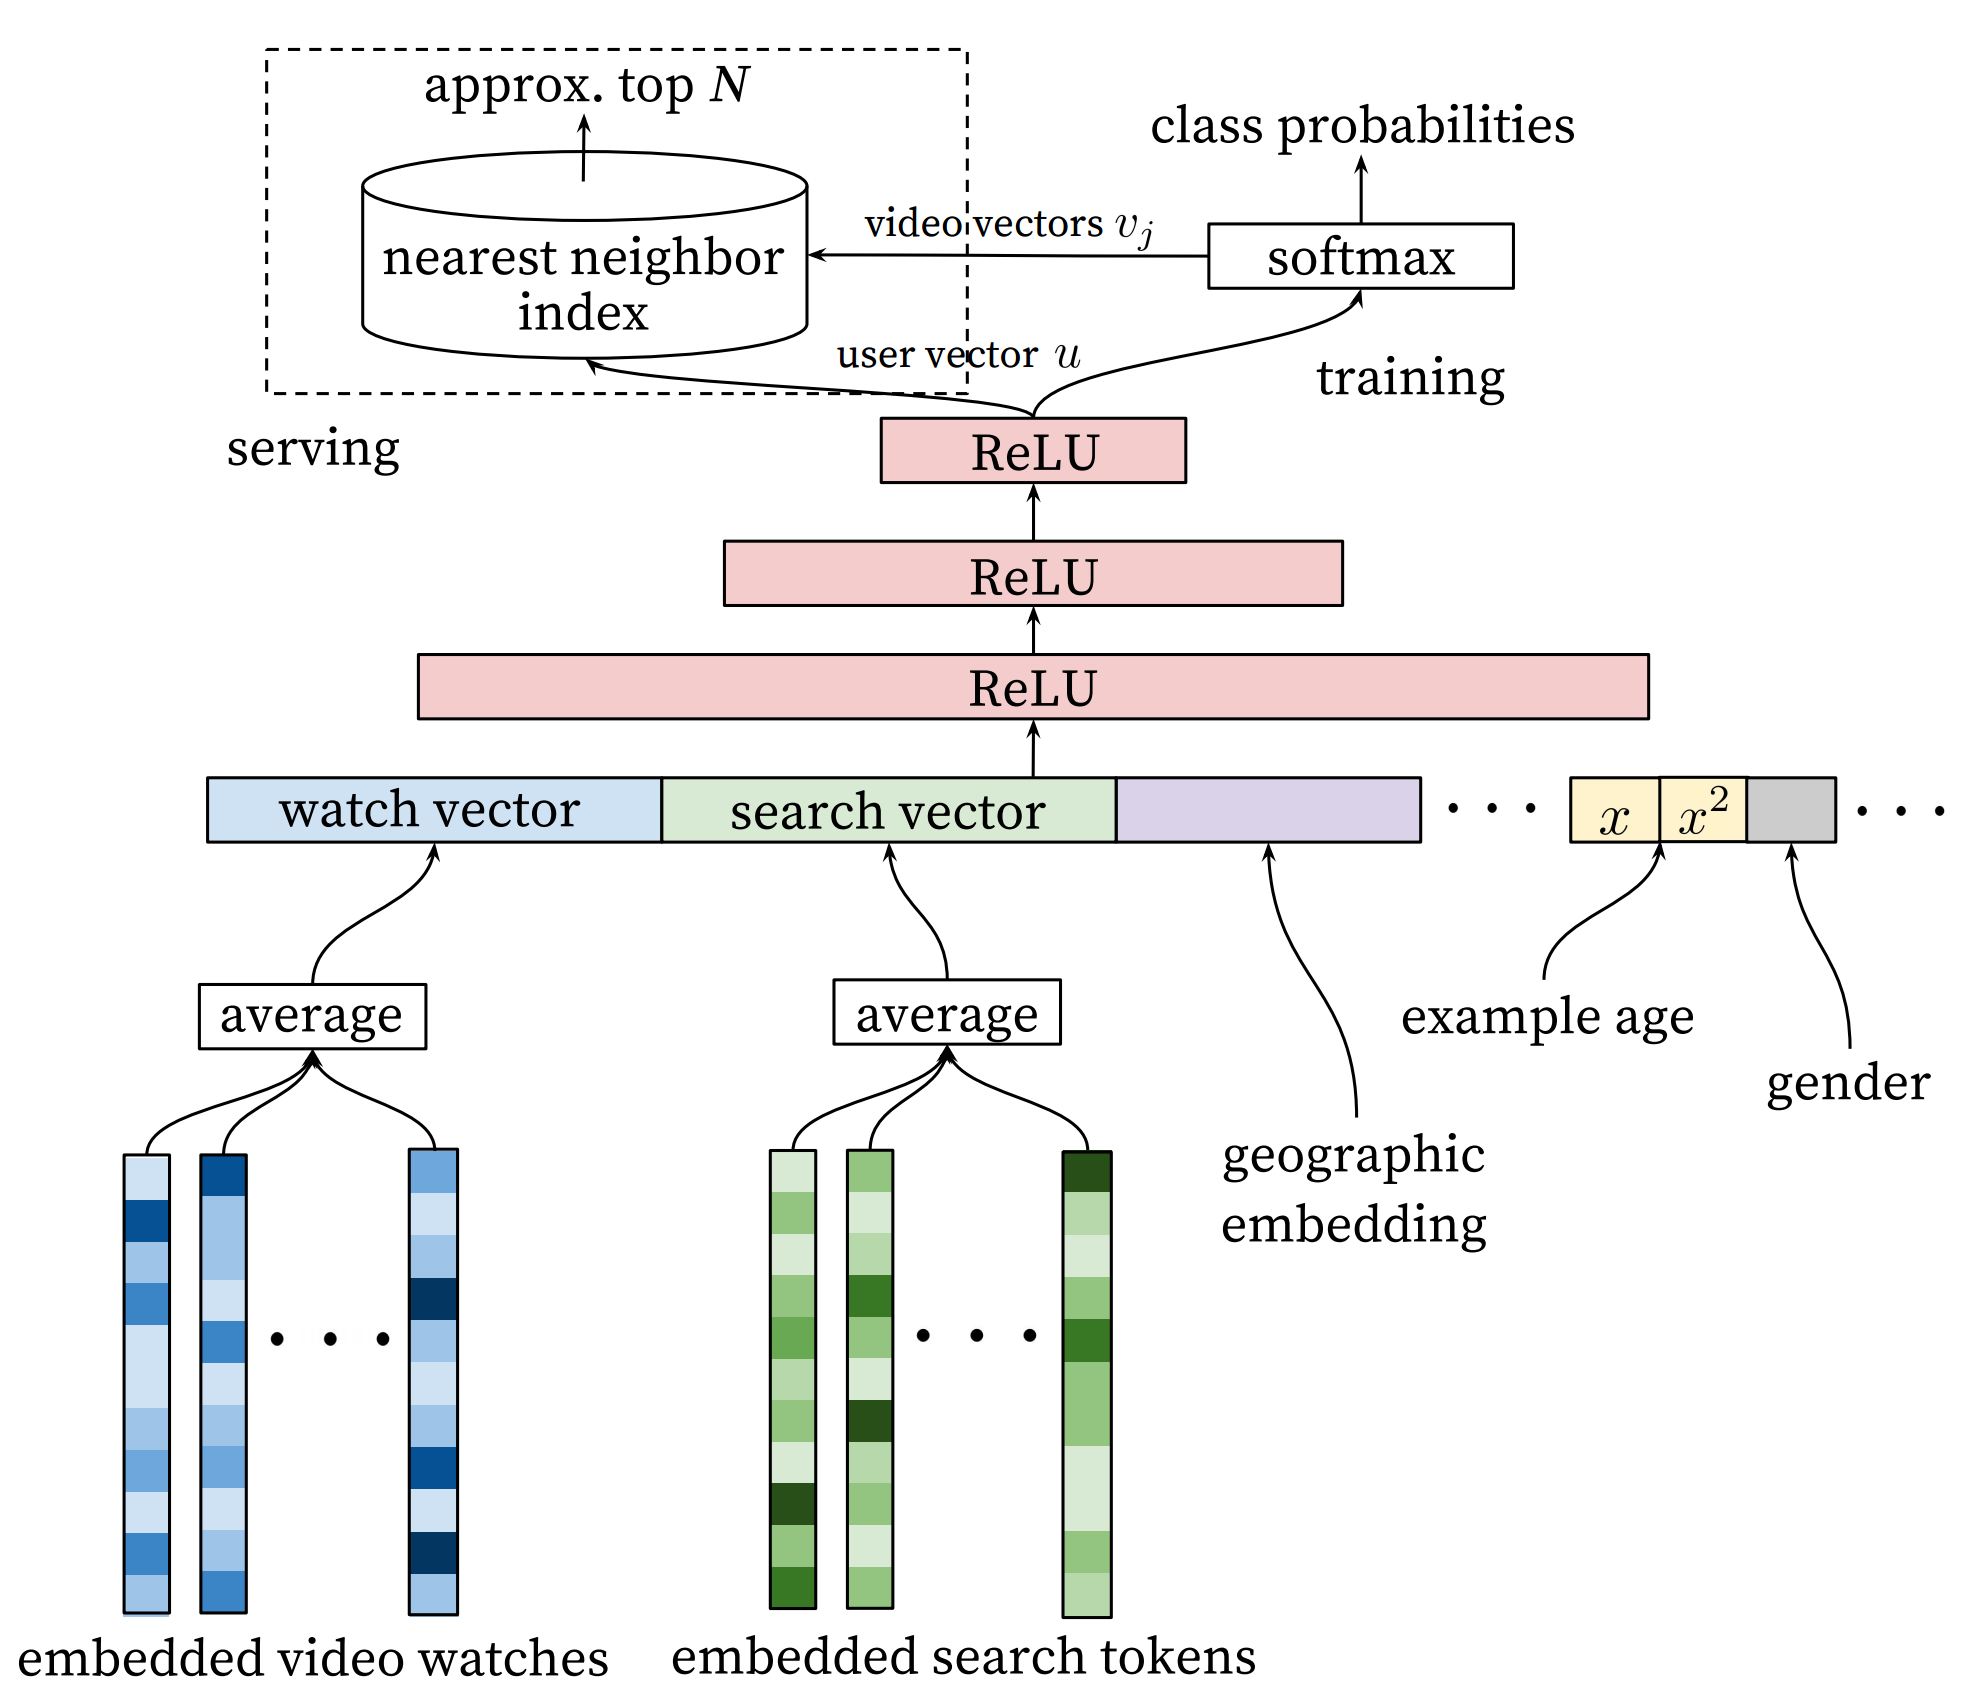 approx. top N
class probabilities
video vectors v_j
nearest neighbor
index
softmax
user vector u
training
serving
ReLU
ReLU
ReLU
watch vector
search vector
x
x²
average
average
example age
gender
geographic
embedding
embedded video watches
embedded search tokens